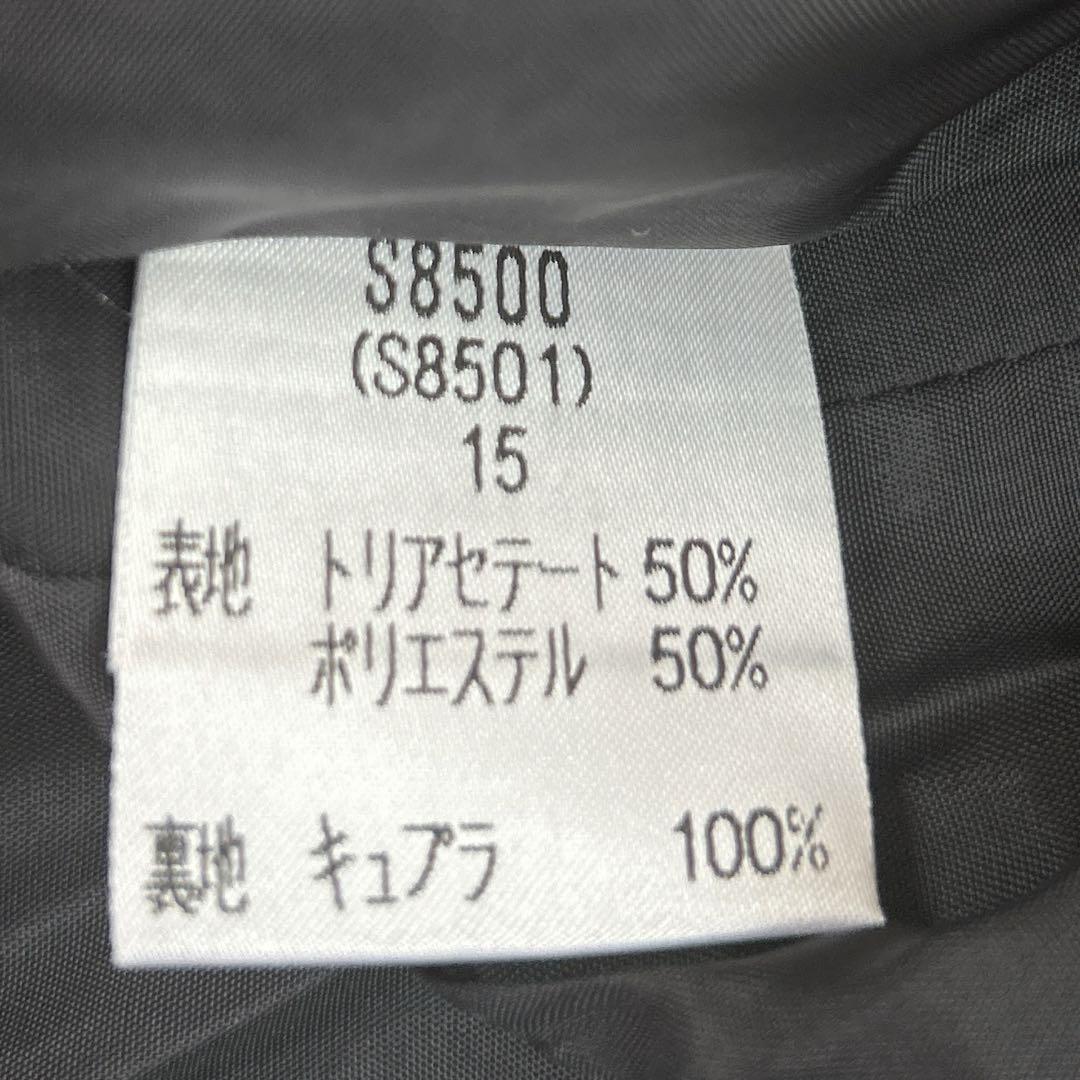 S8500
(S8501)
15
表地 トリアセテート 50%
ポリエステル 50%
裏地 キュプラ 100%